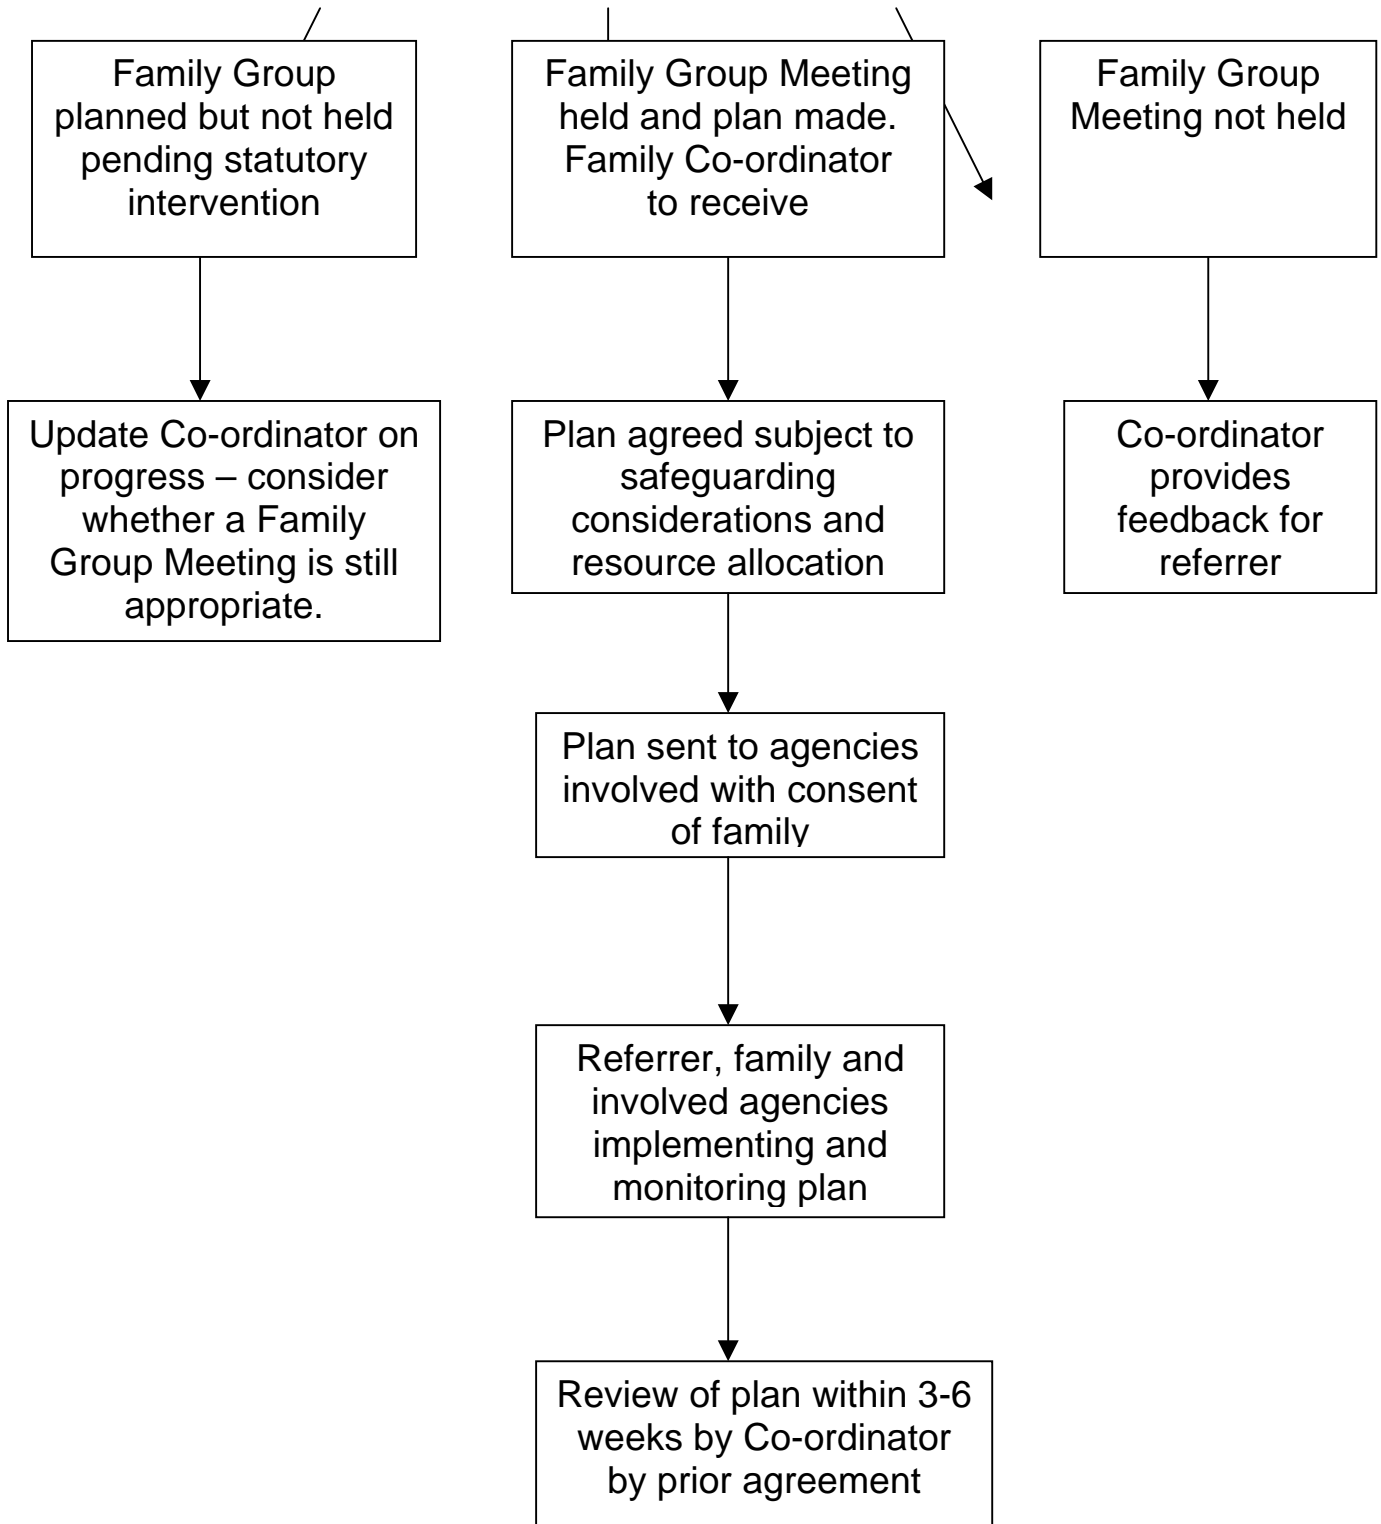 Family Group
planned but not held
pending statutory
intervention
Family Group Meeting
held and plan made.
Family Co-ordinator
to receive
Family Group
Meeting not held
Update Co-ordinator on
progress – consider
whether a Family
Group Meeting is still
appropriate.
Plan agreed subject to
safeguarding
considerations and
resource allocation
Co-ordinator
provides
feedback for
referrer
Plan sent to agencies
involved with consent
of family
Referrer, family and
involved agencies
implementing and
monitoring plan
Review of plan within 3-6
weeks by Co-ordinator
by prior agreement